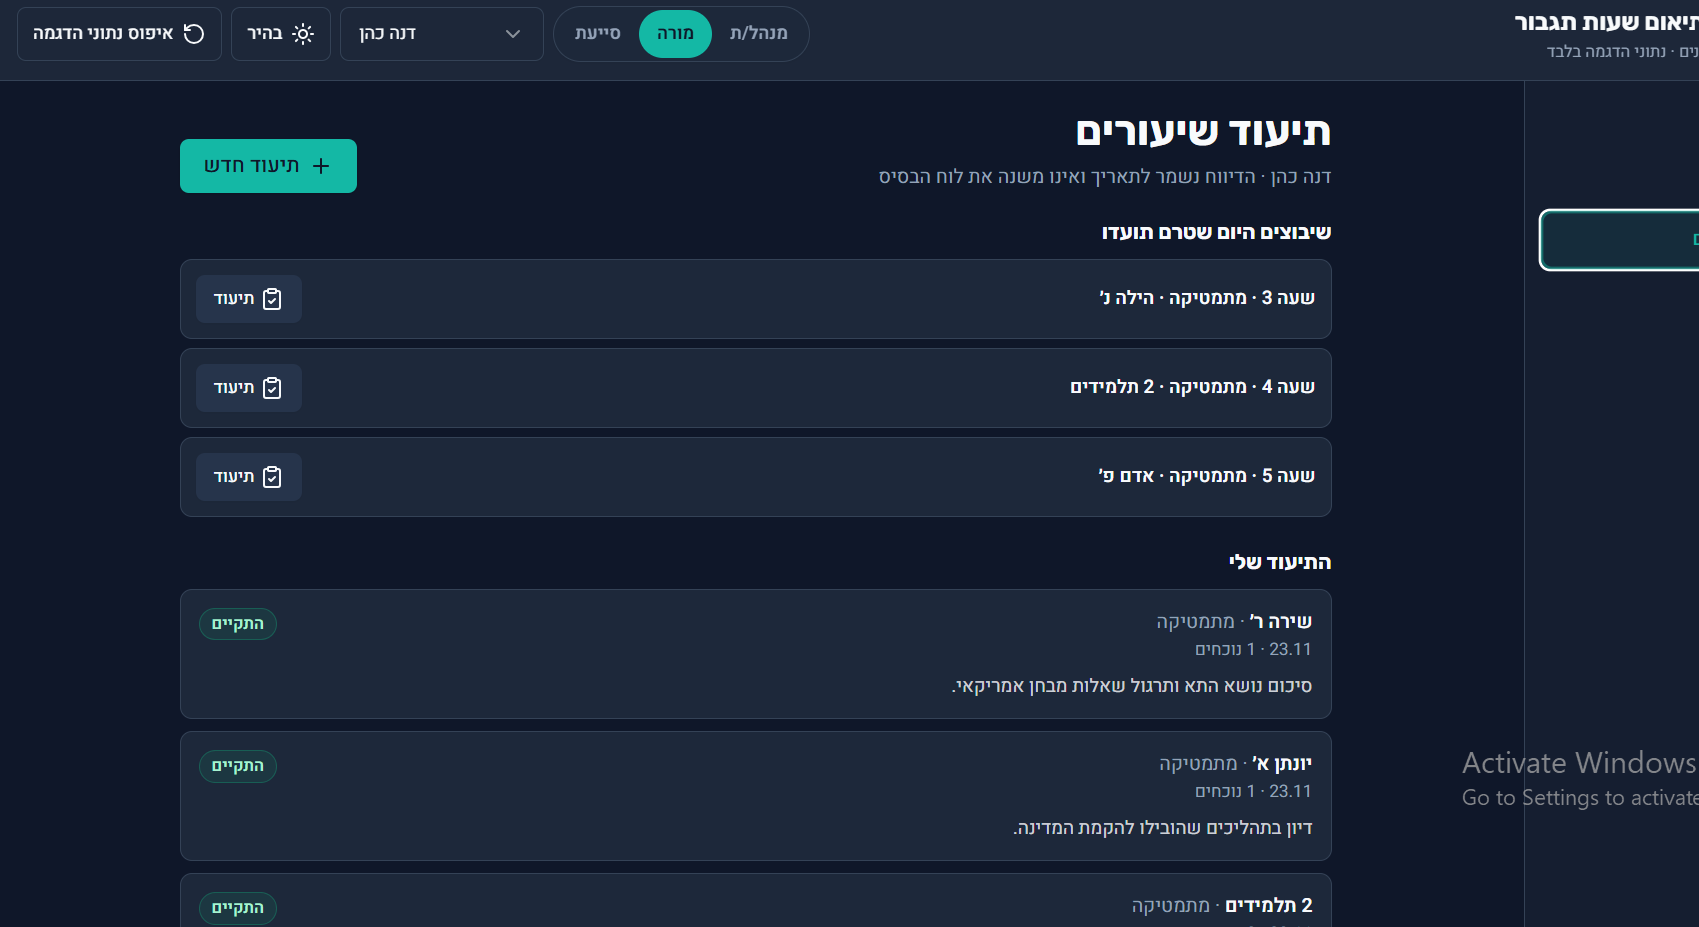 תיאום שעות תגבור
נים · נתוני הדגמה בלבד
מנהל/ת
מורה
סייעת
דנה כהן
בהיר
איפוס נתוני הדגמה
תיעוד שיעורים
דנה כהן · הדיווח נשמר לתאריך ואינו משנה את לוח הבסיס
+ תיעוד חדש
שיבוצים היום שטרם תועדו
שעה 3 · מתמטיקה · הילה נ׳
תיעוד
שעה 4 · מתמטיקה · 2 תלמידים
תיעוד
שעה 5 · מתמטיקה · אדם פ׳
תיעוד
התיעוד שלי
שירה ר׳ · מתמטיקה
התקיים
23.11 · 1 נוכחים
סיכום נושא התא ותרגול שאלות מבחן אמריקאי.
יונתן א׳ · מתמטיקה
התקיים
23.11 · 1 נוכחים
דיון בתהליכים שהובילו להקמת המדינה.
2 תלמידים · מתמטיקה
התקיים
Activate Windows
Go to Settings to activate